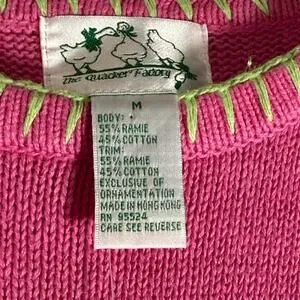 The Quacker Factory
M
BODY:
55% RAMIE
45% COTTON
TRIM:
55% RAMIE
45% COTTON
EXCLUSIVE OF
ORNAMENTATION
MADE IN HONG KONG
RN 95524
CARE SEE REVERSE